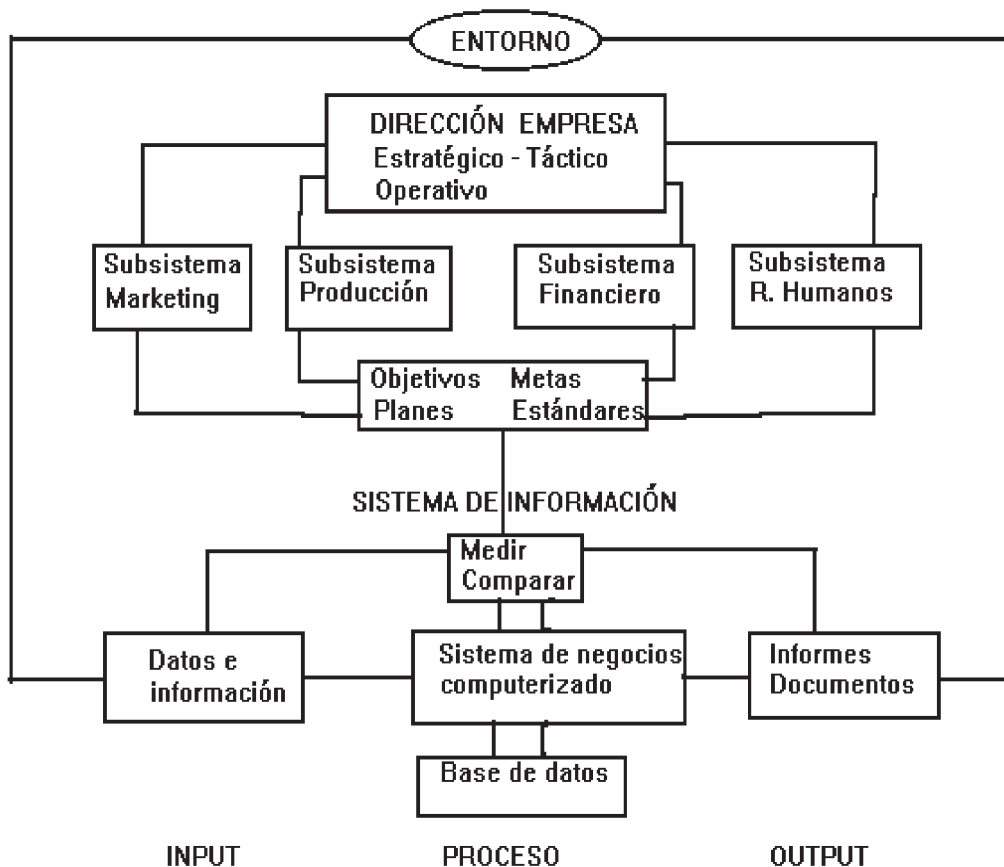 ENTORNO
DIRECCIÓN EMPRESA
Estratégico - Táctico
Operativo
Subsistema
Marketing
Subsistema
Producción
Subsistema
Financiero
Subsistema
R. Humanos
Objetivos Metas
Planes Estándares
SISTEMA DE INFORMACIÓN
Medir
Comparar
Datos e
información
Sistema de negocios
computerizado
Informes
Documentos
Base de datos
INPUT PROCESO OUTPUT